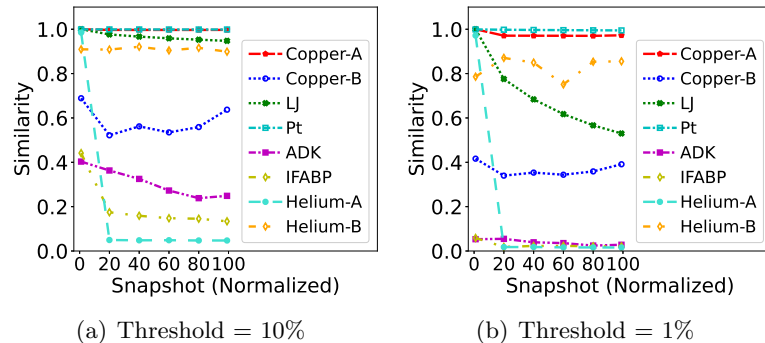 1.0
0.8
0.6
0.4
0.2
0.0
Similarity
0 20 40 60 80 100
Snapshot (Normalized)
Copper-A
Copper-B
LJ
Pt
ADK
IFABP
Helium-A
Helium-B
(a) Threshold = 10%
1.0
0.8
0.6
0.4
0.2
0.0
Similarity
0 20 40 60 80 100
Snapshot (Normalized)
Copper-A
Copper-B
LJ
Pt
ADK
IFABP
Helium-A
Helium-B
(b) Threshold = 1%